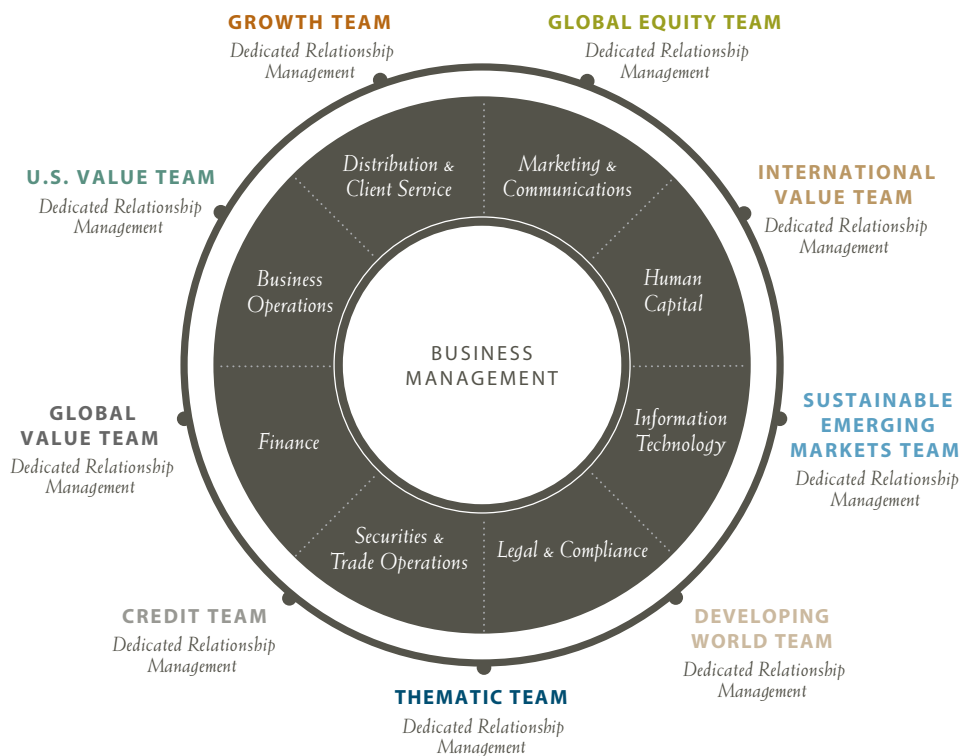 GROWTH TEAM
Dedicated Relationship
Management
GLOBAL EQUITY TEAM
Dedicated Relationship
Management
U.S. VALUE TEAM
Dedicated Relationship
Management
INTERNATIONAL
VALUE TEAM
Dedicated Relationship
Management
Distribution &
Client Service
Marketing &
Communications
Business
Operations
Human
Capital
BUSINESS
MANAGEMENT
GLOBAL
VALUE TEAM
Dedicated Relationship
Management
Finance
Information
Technology
SUSTAINABLE
EMERGING
MARKETS TEAM
Dedicated Relationship
Management
Securities &
Trade Operations
Legal & Compliance
CREDIT TEAM
Dedicated Relationship
Management
DEVELOPING
WORLD TEAM
Dedicated Relationship
Management
THEMATIC TEAM
Dedicated Relationship
Management